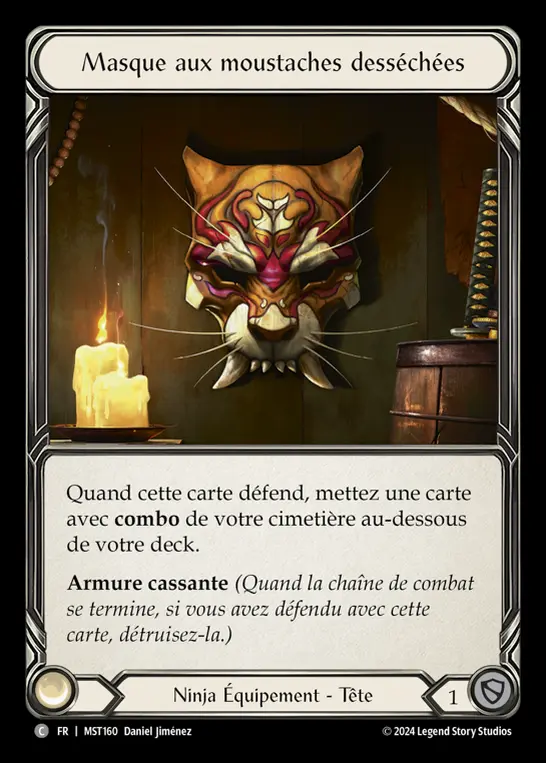 Masque aux moustaches desséchées
Quand cette carte défend, mettez une carte
avec combo de votre cimetière au-dessous
de votre deck.
Armure cassante (Quand la chaîne de combat
se termine, si vous avez défendu avec cette
carte, détruisez-la.)
Ninja Équipement - Tête
1
C FR | MST160 Daniel Jiménez
© 2024 Legend Story Studios